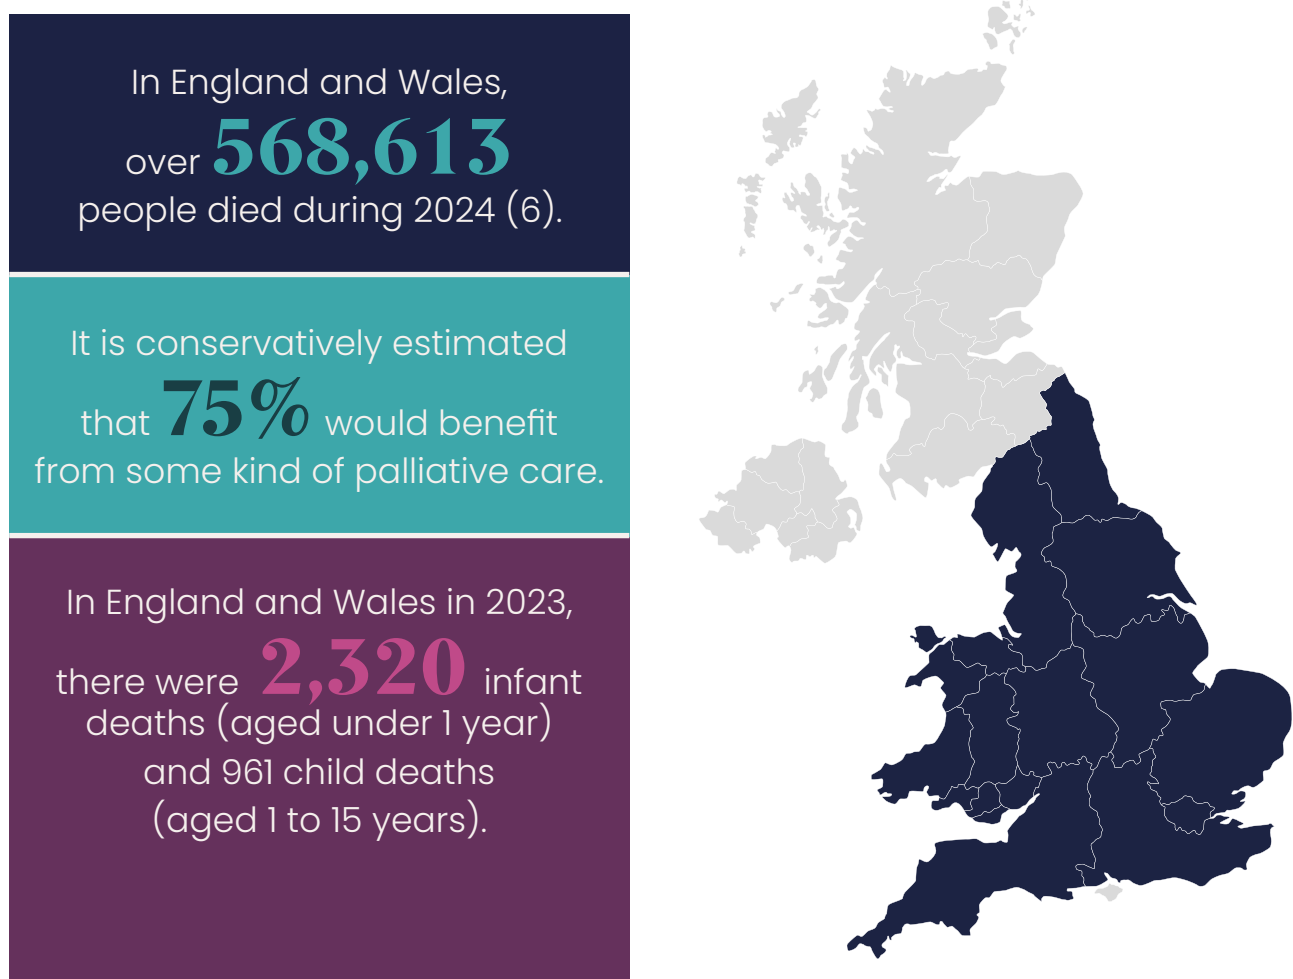 In England and Wales,
over 568,613
people died during 2024 (6).
It is conservatively estimated
that 75% would benefit
from some kind of palliative care.
In England and Wales in 2023,
there were 2,320 infant
deaths (aged under 1 year)
and 961 child deaths
(aged 1 to 15 years).